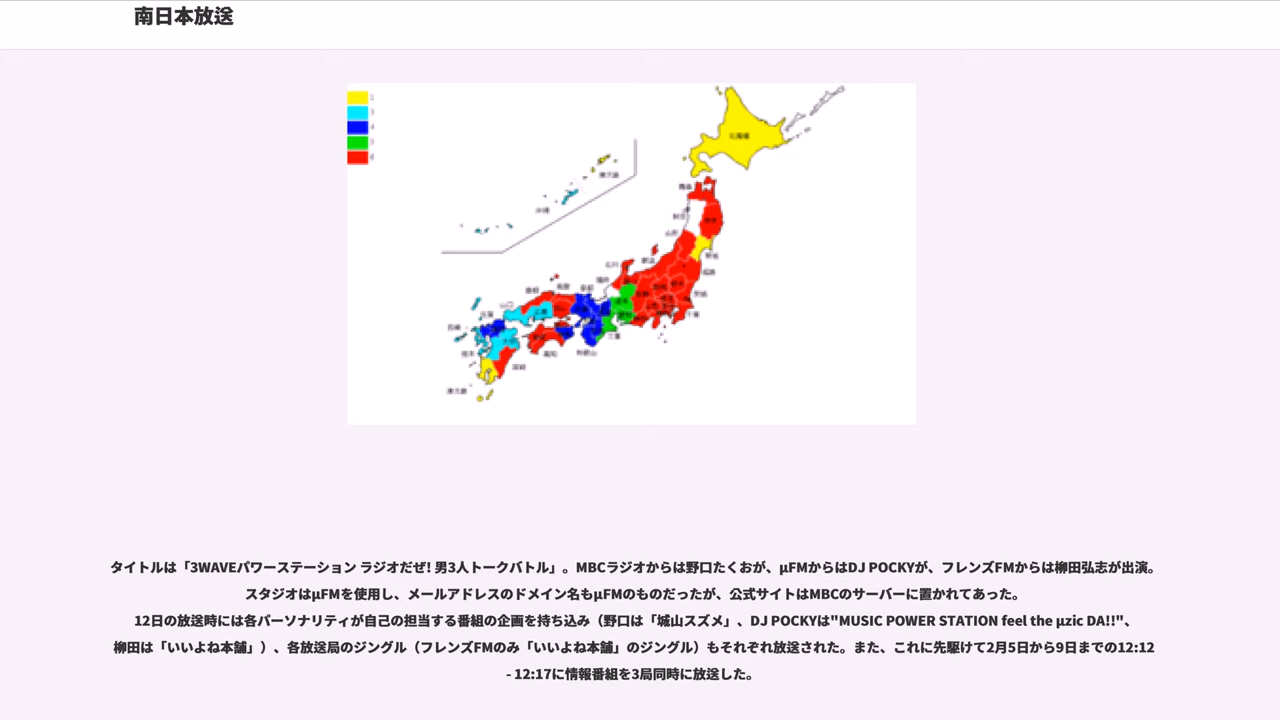 南日本放送
北海道
タイトルは「3WAVEパワーステーション ラジオだぜ! 男3人トークバトル」。MBCラジオからは野口たくおが、μFMからはDJ POCKYが、フレンズFMからは柳田弘志が出演。
スタジオはμFMを使用し、メールアドレスのドメイン名もμFMのものだったが、公式サイトはMBCのサーバーに置かれてあった。
12日の放送時には各パーソナリティが自己の担当する番組の企画を持ち込み（野口は「城山スズメ」、DJ POCKYは"MUSIC POWER STATION feel the μzic DA!!"、
柳田は「いいよね本舗」）、各放送局のジングル（フレンズFMのみ「いいよね本舗」のジングル）もそれぞれ放送された。また、これに先駆けて2月5日から9日までの12:12
- 12:17に情報番組を3局同時に放送した。